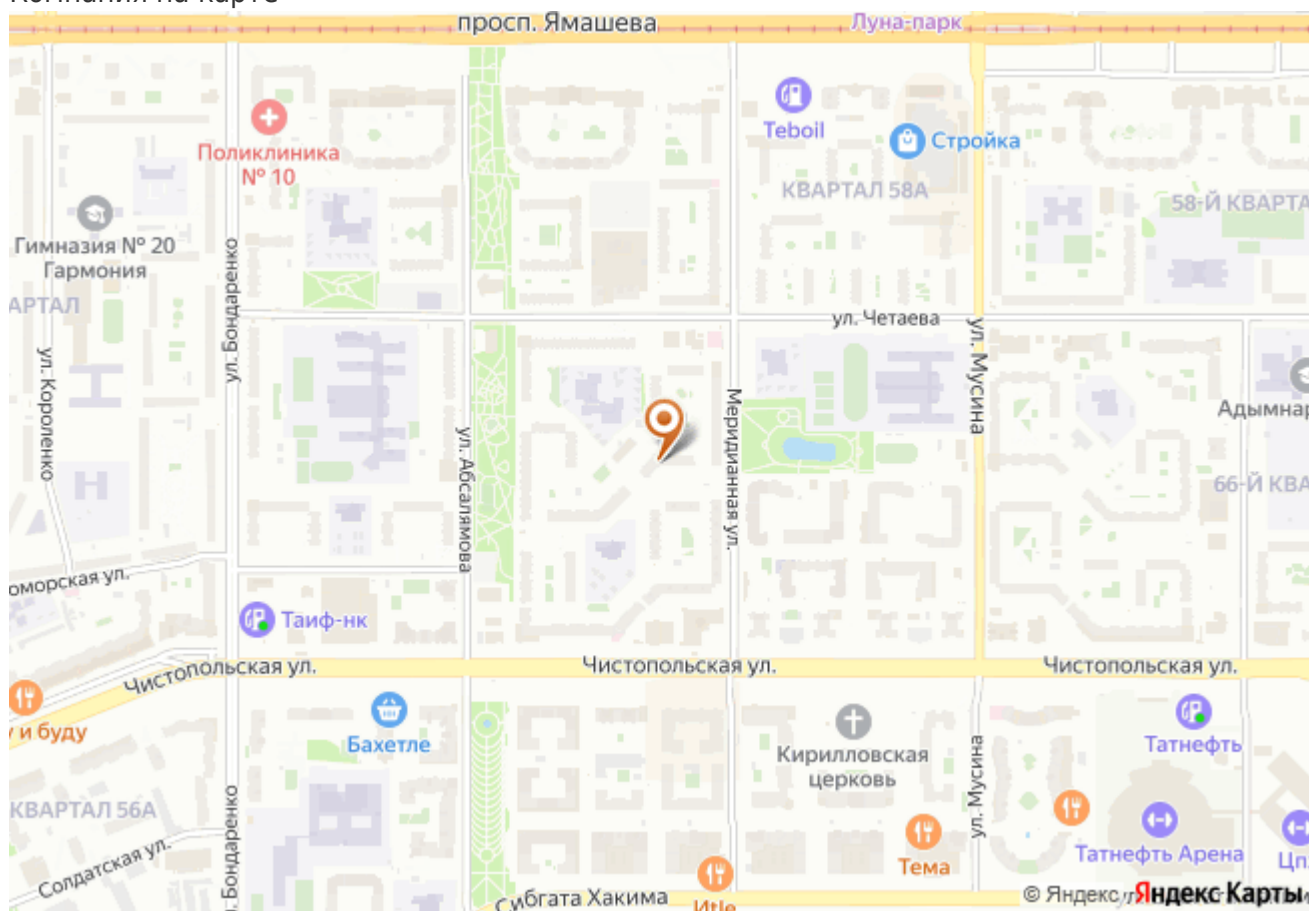 просп. Ямашева
Луна-парк
Teboil
Стройка
Поликлиника
№ 10
КВАРТАЛ 58А
58-Й КВАРТА
Гимназия № 20
Гармония
АРТАЛ
ул. Бондаренко
ул. Четаева
ул. Мусина
ул. Короленко
Меридианная ул.
Адымнар
ул. Абсалямова
66-Й КВА
оморская ул.
Таиф-нк
Чистопольская ул.
Чистопольская ул.
Чистопольская ул.
у и буду
Бахетле
Кирилловская
церковь
Татнефть
ул. Мусина
КВАРТАЛ 56А
Бондаренко
Солдатская ул.
Тема
Татнефть Арена
Сибгата Хакима
© Яндекс
Яндекс Карты